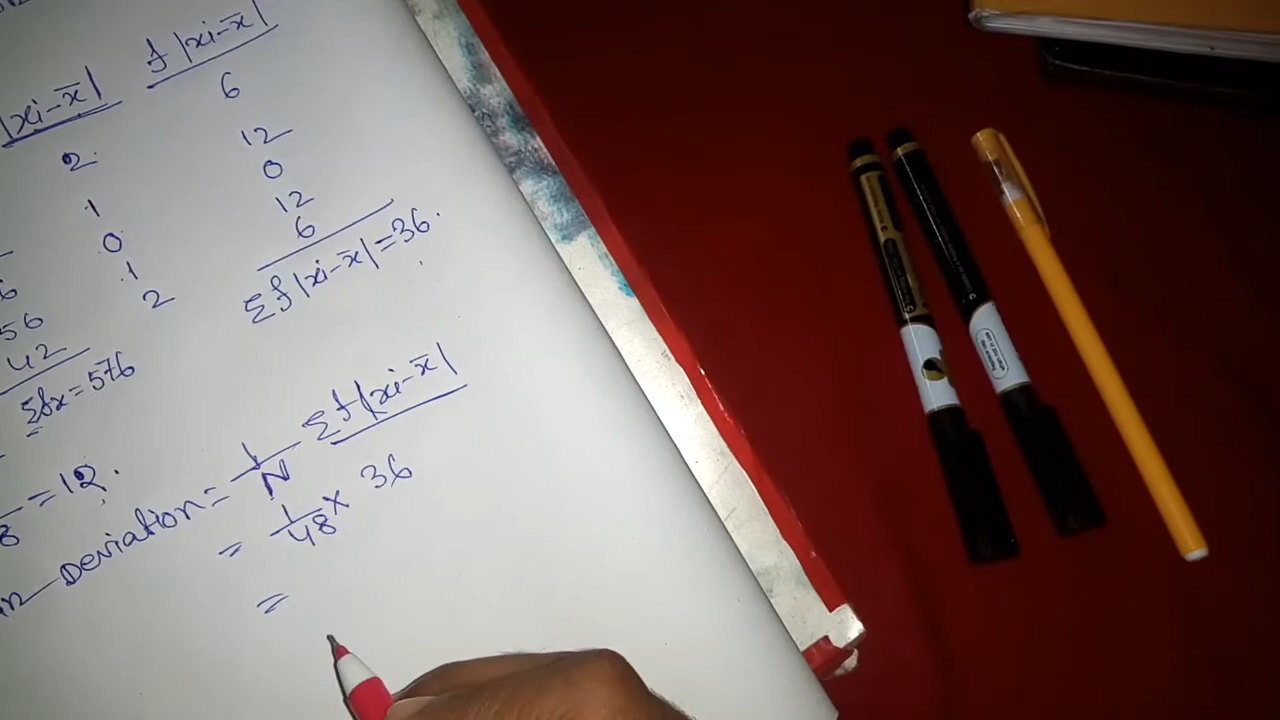 |xi-x̄| f |xi-x̄|
2 6
1 12
0 0
1 12
2 6
56
42
Σf|xi-x̄|=36.
Σfx=576
=12.
Deviation = 1/N Σf|xi-x̄|
= 1/48 × 36
=